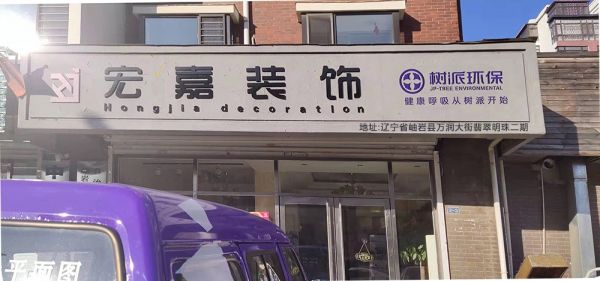 宏嘉装饰
Hongjia decoration
树派环保
JP-TREE ENVIRONMENTAL
健康呼吸从树派开始
地址:辽宁省岫岩县万润大街翡翠明珠二期
平面图